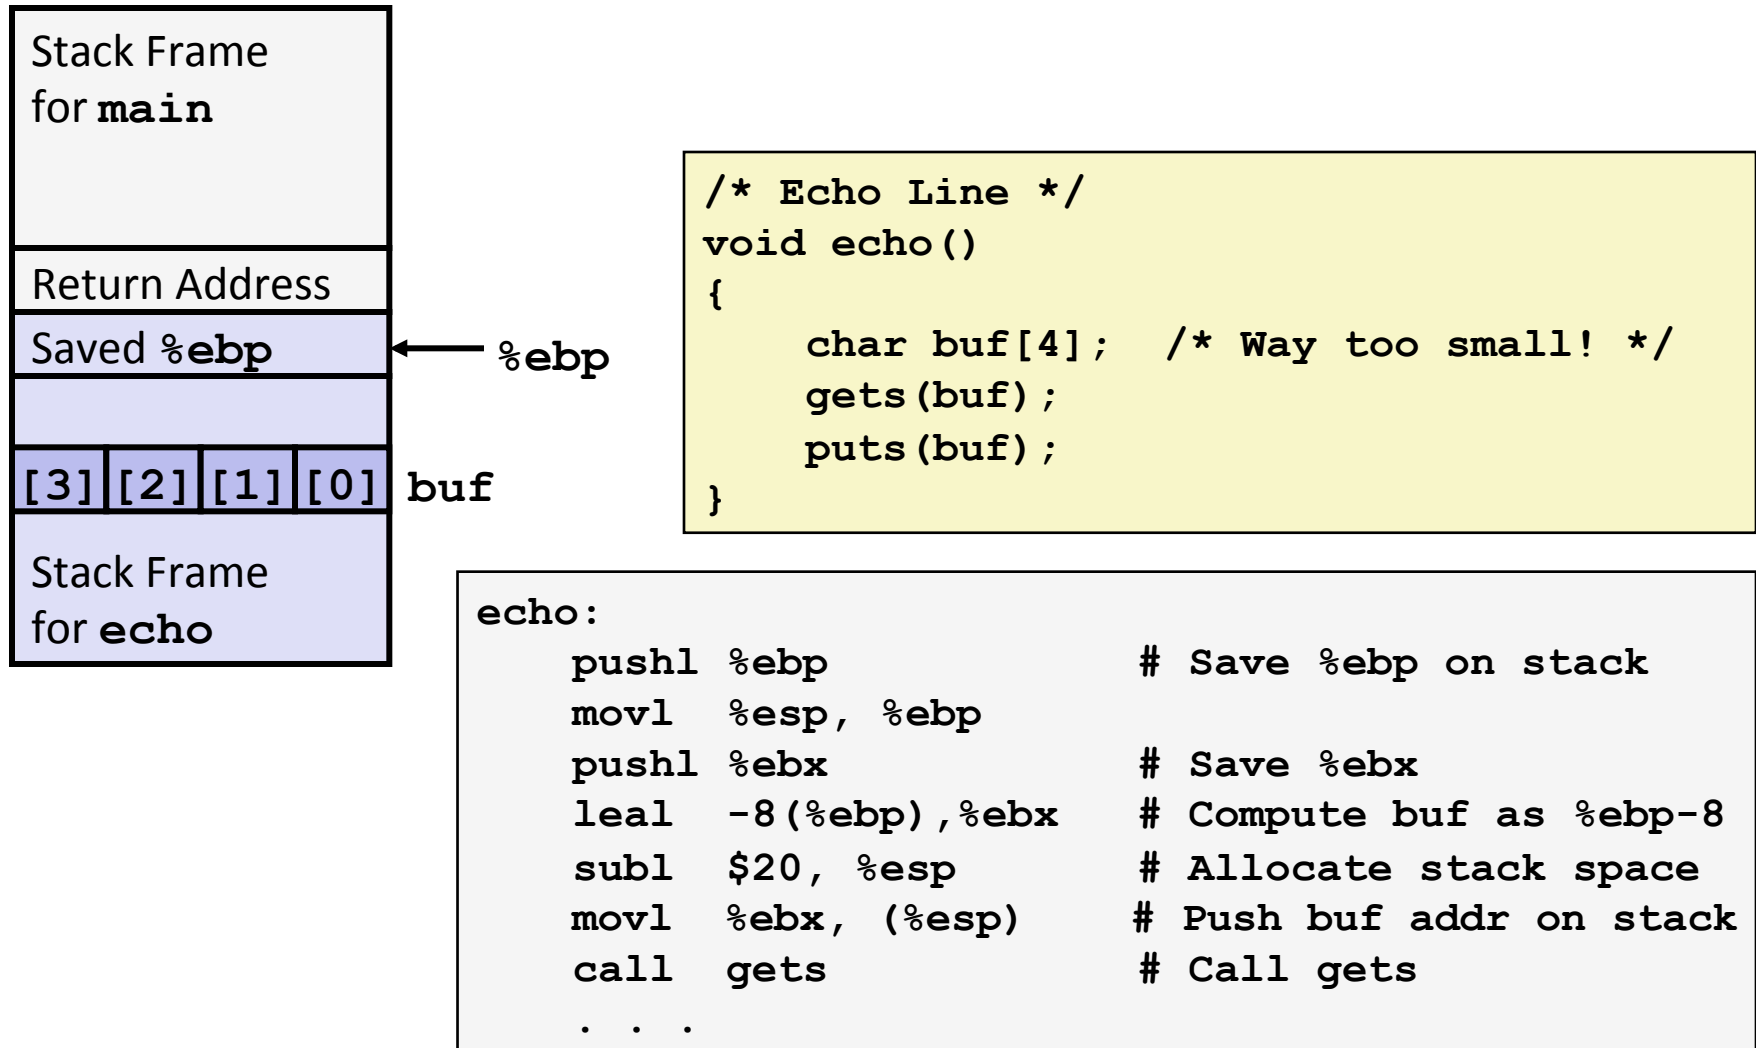 Stack Frame
for main
Return Address
Saved %ebp
%ebp
[3] [2] [1] [0] buf
Stack Frame
for echo
/* Echo Line */
void echo()
{
    char buf[4];  /* Way too small! */
    gets(buf);
    puts(buf);
}
echo:
    pushl %ebp            # Save %ebp on stack
    movl  %esp, %ebp
    pushl %ebx            # Save %ebx
    leal  -8(%ebp),%ebx   # Compute buf as %ebp-8
    subl  $20, %esp       # Allocate stack space
    movl  %ebx, (%esp)    # Push buf addr on stack
    call  gets            # Call gets
    . . .